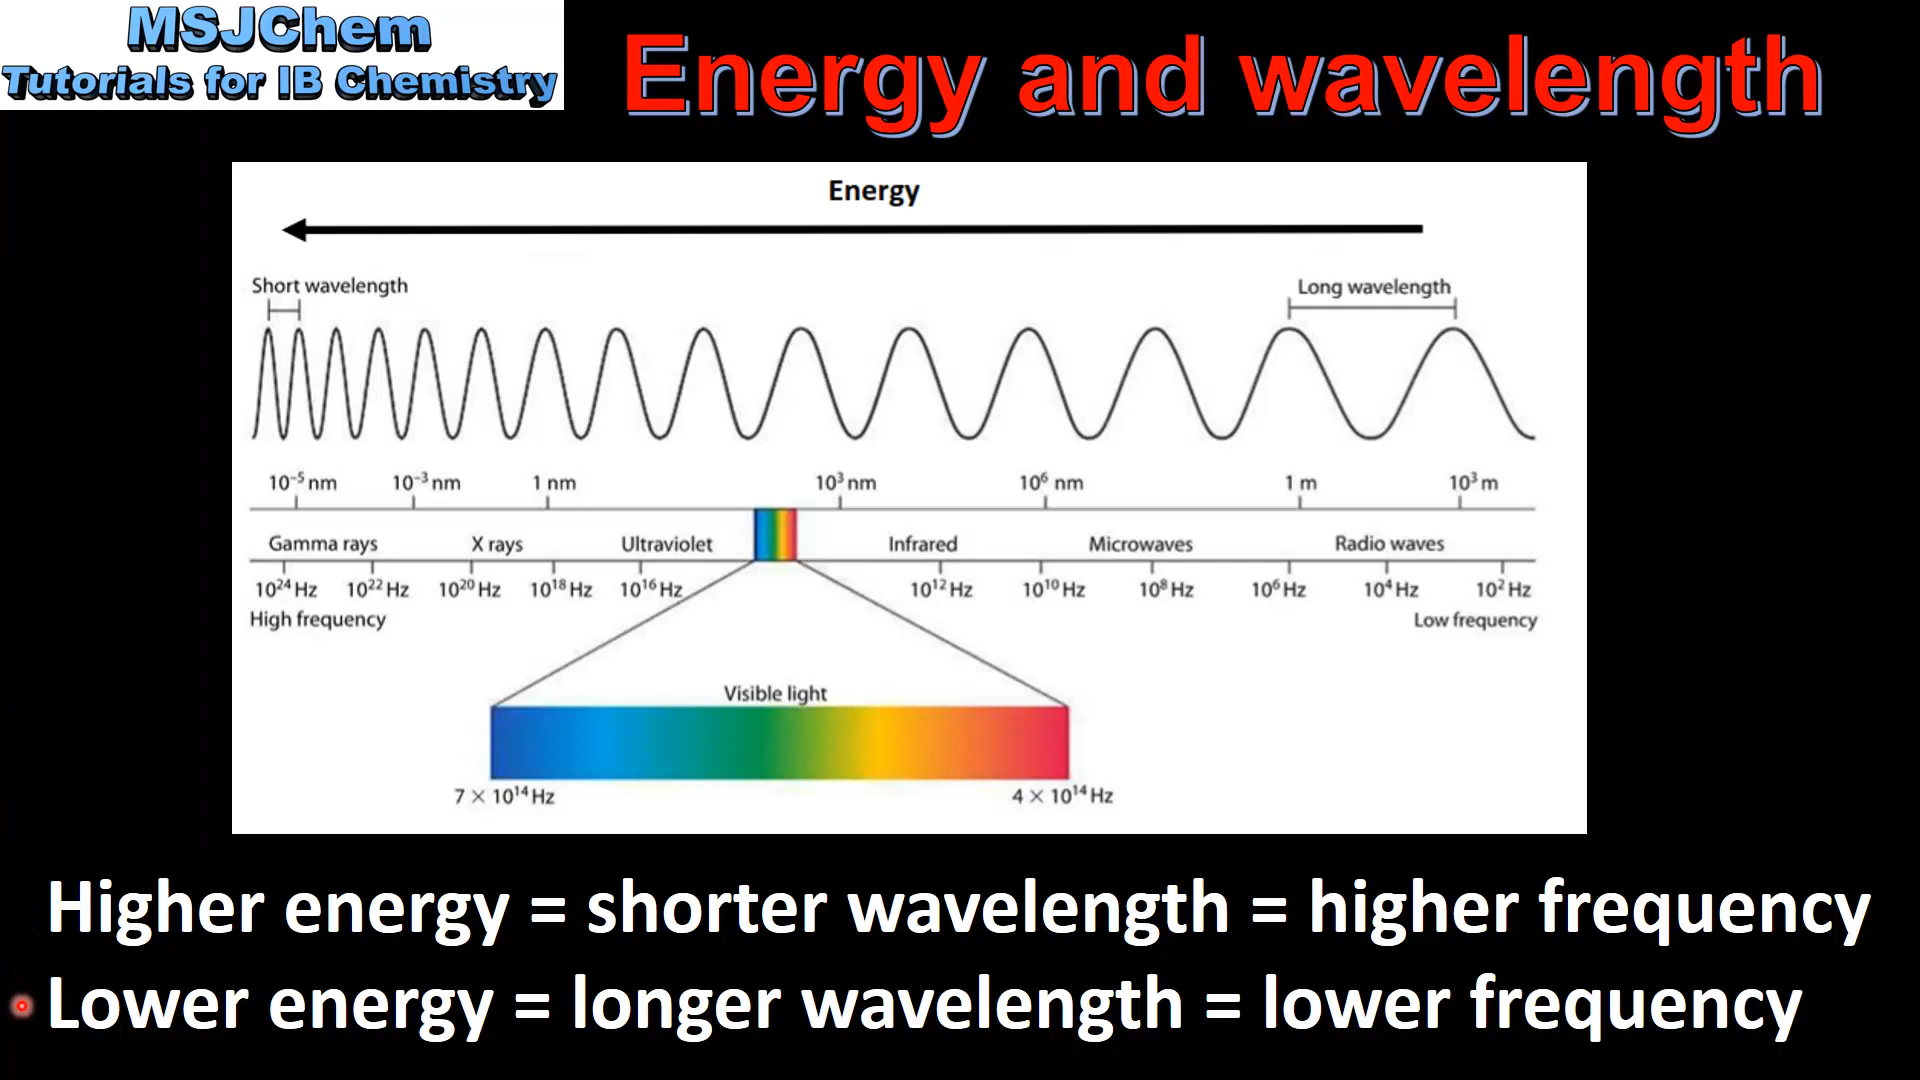 MSJChem
Tutorials for IB Chemistry
Energy and wavelength
Energy
Short wavelength
Long wavelength
10⁻⁵ nm 10⁻³ nm 1 nm 10³ nm 10⁶ nm 1 m 10³ m
Gamma rays X rays Ultraviolet Infrared Microwaves Radio waves
10²⁴ Hz 10²² Hz 10²⁰ Hz 10¹⁸ Hz 10¹⁶ Hz 10¹² Hz 10¹⁰ Hz 10⁸ Hz 10⁶ Hz 10⁴ Hz 10² Hz
High frequency Low frequency
Visible light
7 × 10¹⁴ Hz 4 × 10¹⁴ Hz
Higher energy = shorter wavelength = higher frequency
Lower energy = longer wavelength = lower frequency